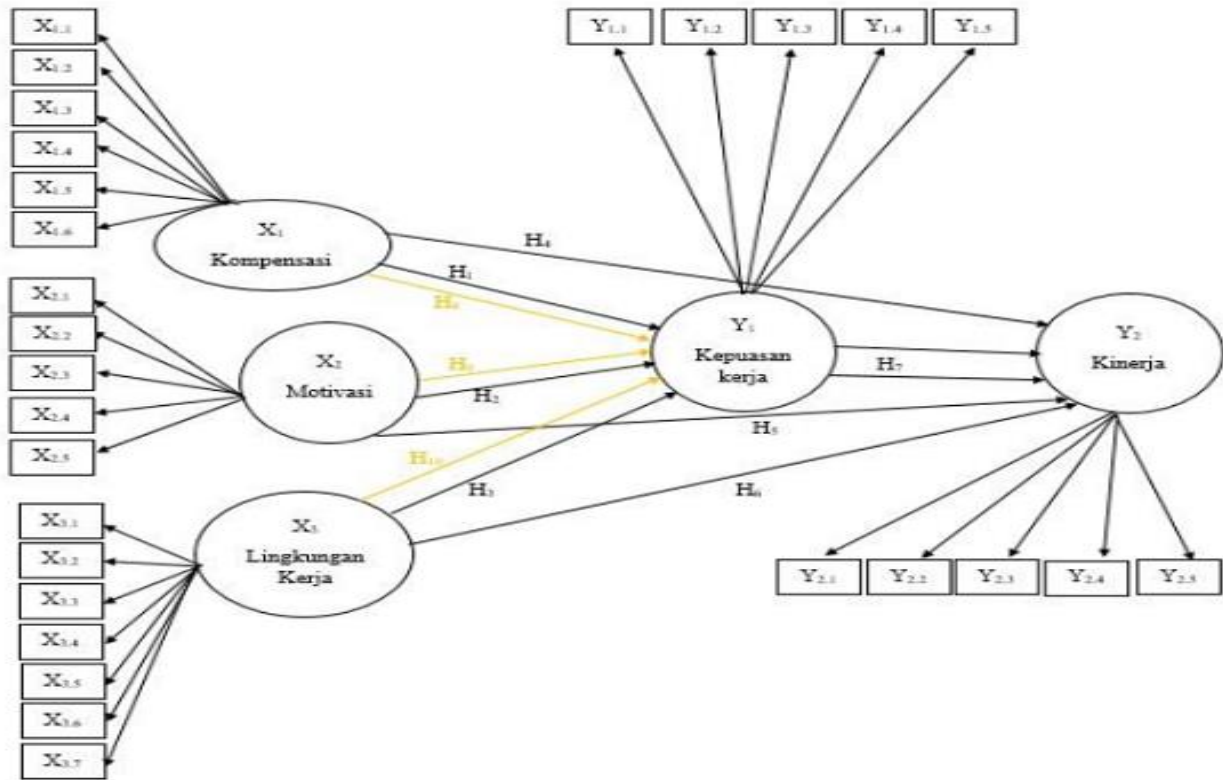 X₁.₁
X₁.₂
X₁.₃
X₁.₄
X₁.₅
X₁.₆
Y₁.₁
Y₁.₂
Y₁.₃
Y₁.₄
Y₁.₅
X₁
Kompensasi
H₄
H₁
X₂.₁
X₂.₂
X₂.₃
X₂.₄
X₂.₅
X₂
Motivasi
H₂
Y₁
Kepuasan
kerja
H₇
Y₂
Kinerja
H₅
H₁₀
H₃
H₆
X₃.₁
X₃.₂
X₃.₃
X₃.₄
X₃.₅
X₃.₆
X₃.₇
X₃
Lingkungan
Kerja
Y₂.₁
Y₂.₂
Y₂.₃
Y₂.₄
Y₂.₅